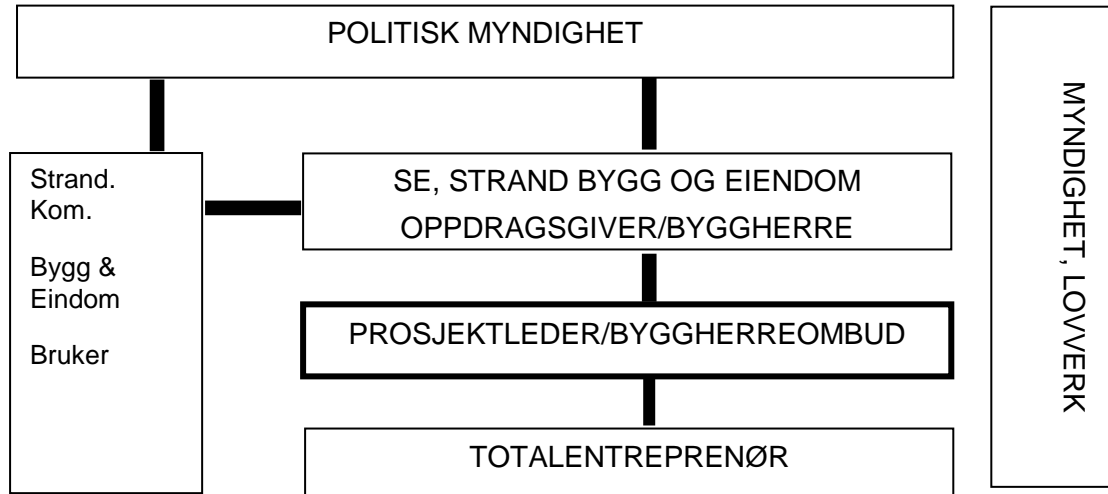 POLITISK MYNDIGHET
Strand.
Kom.
Bygg &
Eindom
Bruker
SE, STRAND BYGG OG EIENDOM
OPPDRAGSGIVER/BYGGHERRE
PROSJEKTLEDER/BYGGHERREOMBUD
TOTALENTREPRENØR
MYNDIGHET, LOVVERK